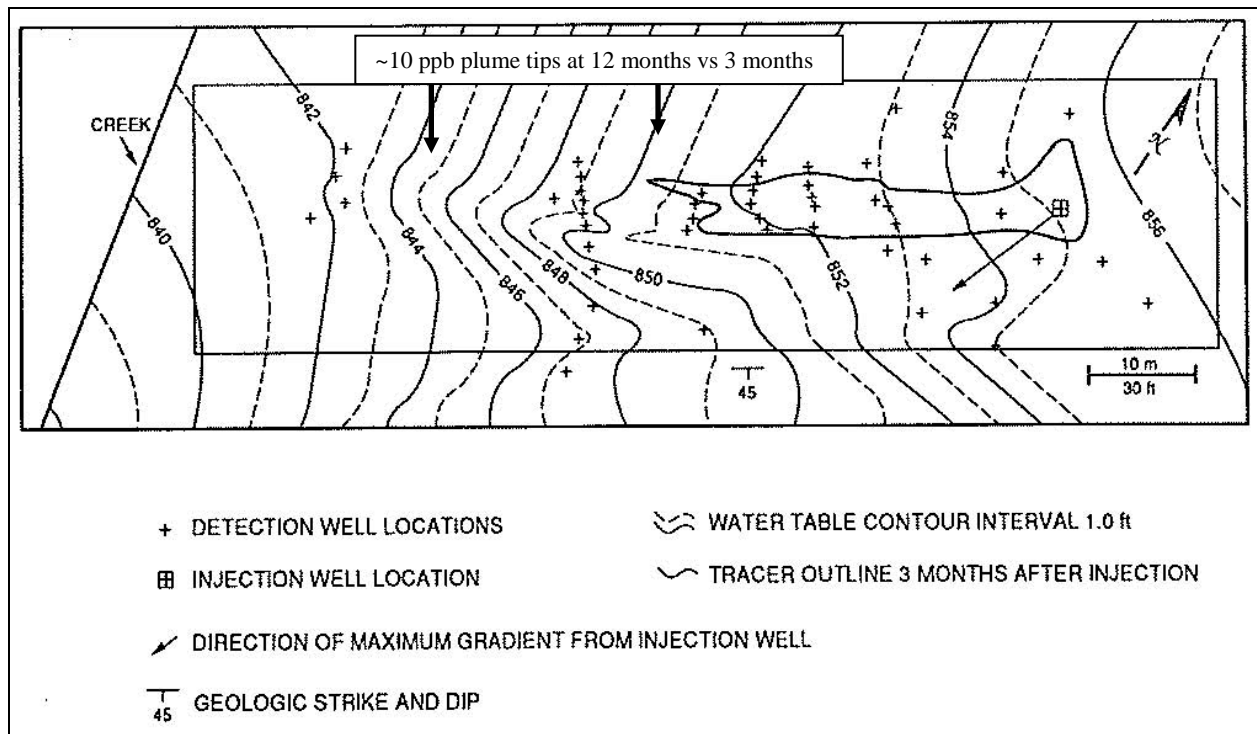 ~10 ppb plume tips at 12 months vs 3 months
CREEK
842
840
844
846
848
850
852
854
856
N
45
10 m
30 ft
+ DETECTION WELL LOCATIONS
INJECTION WELL LOCATION
DIRECTION OF MAXIMUM GRADIENT FROM INJECTION WELL
45 GEOLOGIC STRIKE AND DIP
WATER TABLE CONTOUR INTERVAL 1.0 ft
TRACER OUTLINE 3 MONTHS AFTER INJECTION